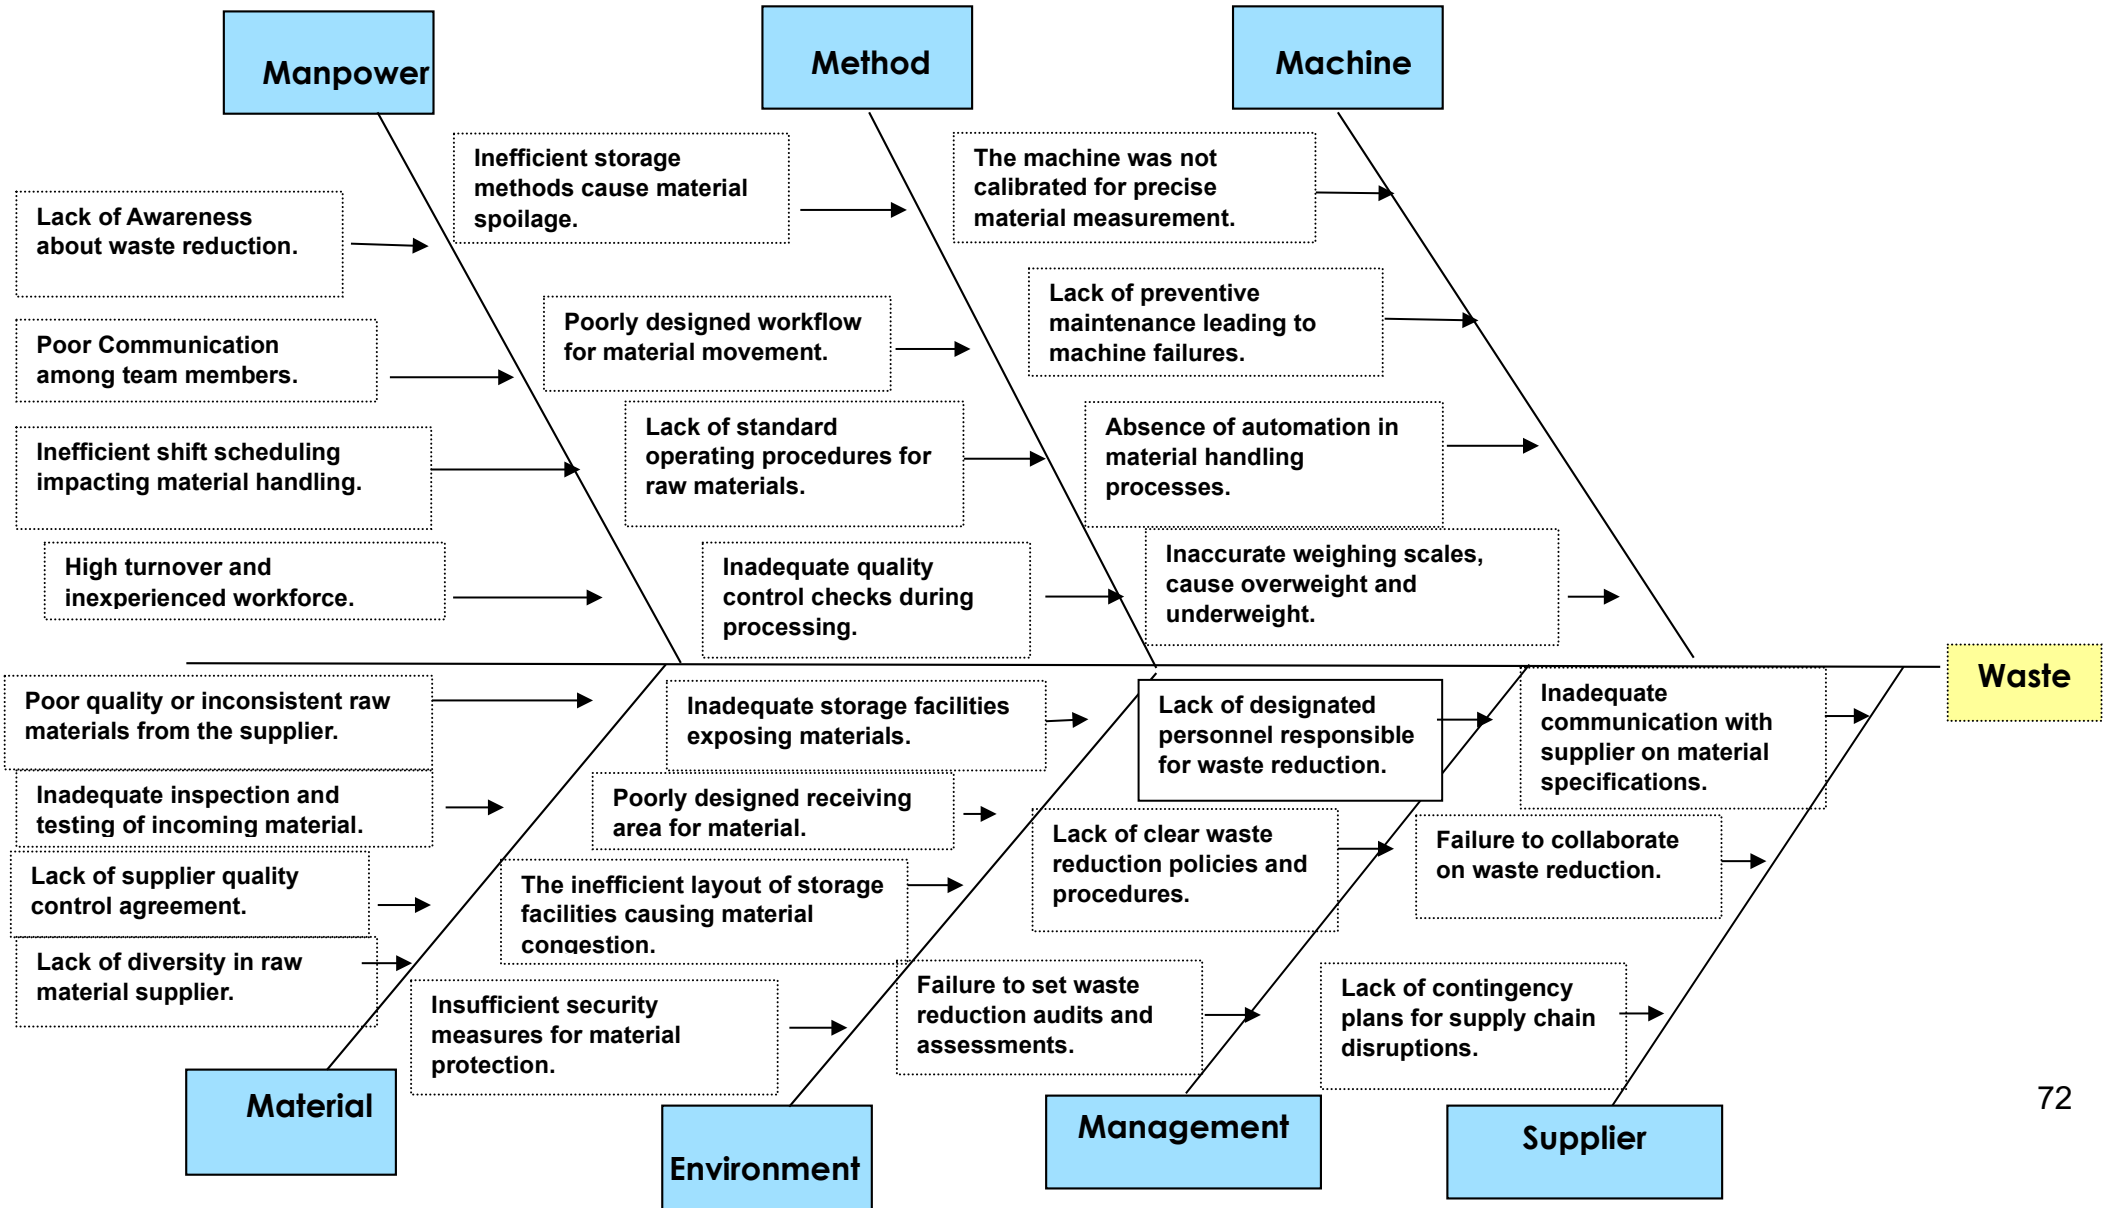 Manpower
Method
Machine
Lack of Awareness
about waste reduction.
Poor Communication
among team members.
Inefficient shift scheduling
impacting material handling.
High turnover and
inexperienced workforce.
Inefficient storage
methods cause material
spoilage.
Poorly designed workflow
for material movement.
Lack of standard
operating procedures for
raw materials.
Inadequate quality
control checks during
processing.
The machine was not
calibrated for precise
material measurement.
Lack of preventive
maintenance leading to
machine failures.
Absence of automation in
material handling
processes.
Inaccurate weighing scales,
cause overweight and
underweight.
Waste
Poor quality or inconsistent raw
materials from the supplier.
Inadequate inspection and
testing of incoming material.
Lack of supplier quality
control agreement.
Lack of diversity in raw
material supplier.
Inadequate storage facilities
exposing materials.
Poorly designed receiving
area for material.
The inefficient layout of storage
facilities causing material
congestion.
Insufficient security
measures for material
protection.
Lack of designated
personnel responsible
for waste reduction.
Lack of clear waste
reduction policies and
procedures.
Failure to set waste
reduction audits and
assessments.
Inadequate
communication with
supplier on material
specifications.
Failure to collaborate
on waste reduction.
Lack of contingency
plans for supply chain
disruptions.
Material
Environment
Management
Supplier
72